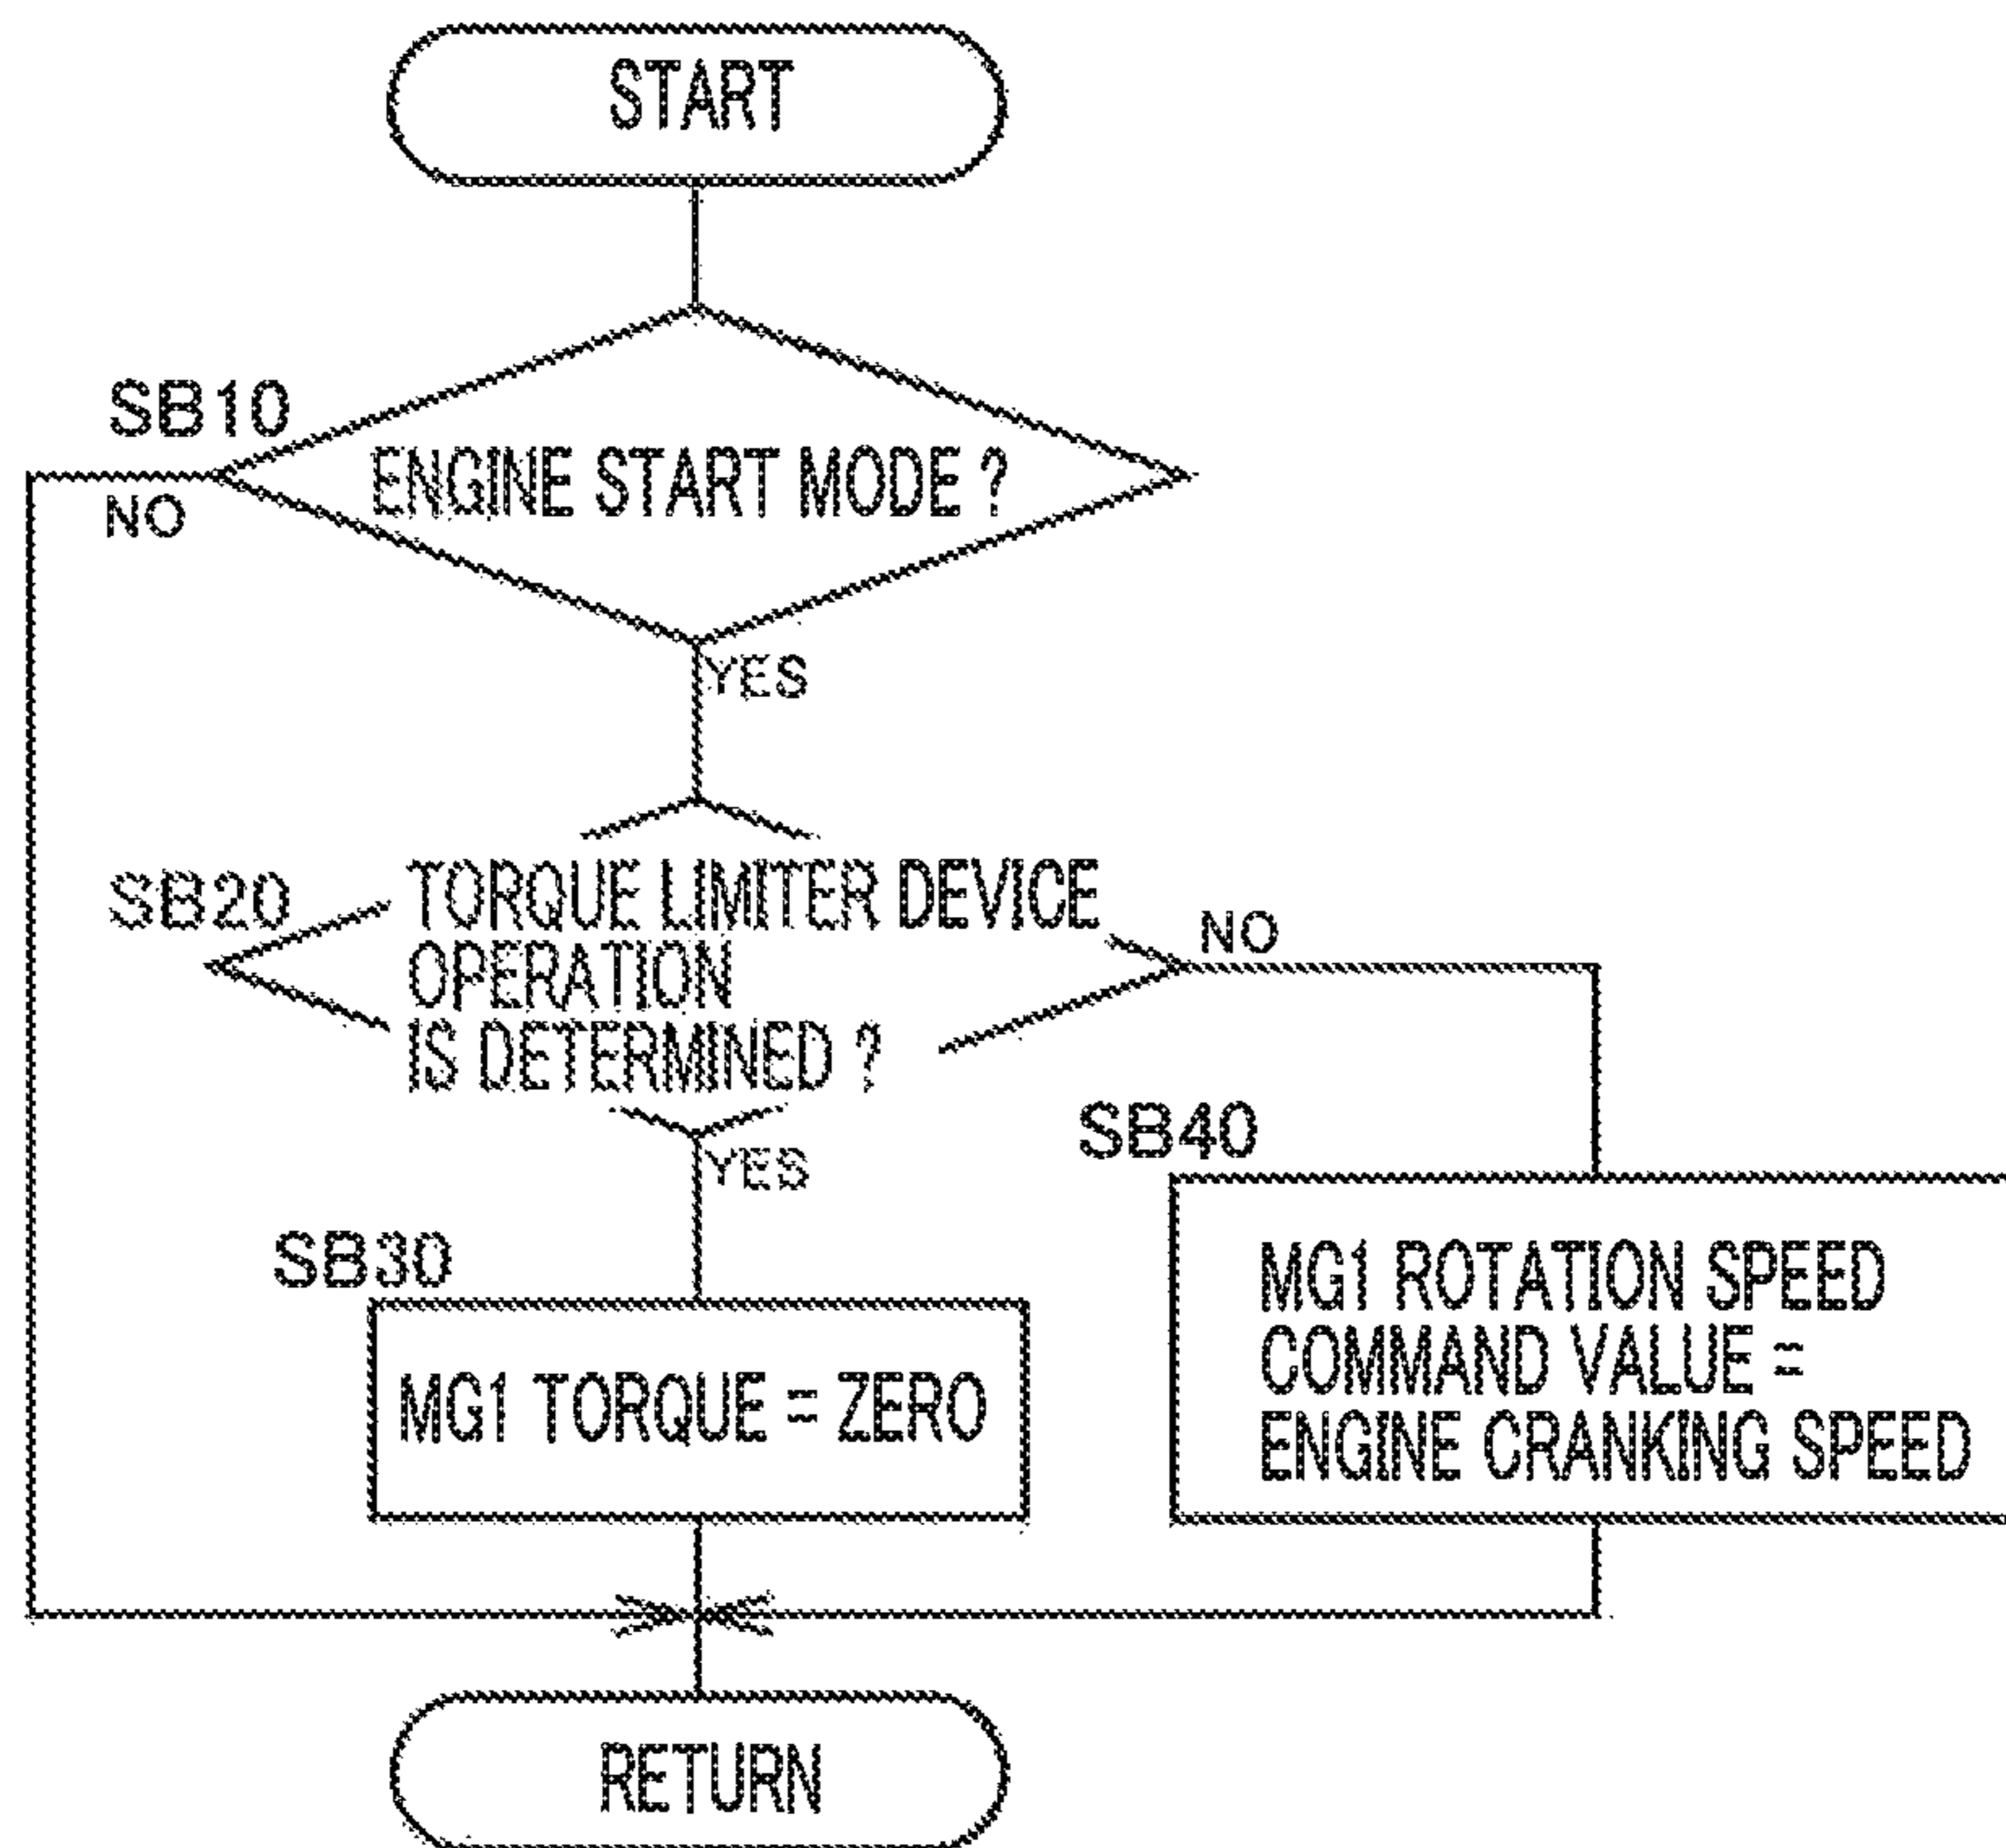 START
SB10
ENGINE START MODE ?
NO
YES
SB20
TORQUE LIMITER DEVICE
OPERATION
IS DETERMINED ?
NO
YES
SB30
MG1 TORQUE = ZERO
SB40
MG1 ROTATION SPEED
COMMAND VALUE =
ENGINE CRANKING SPEED
RETURN